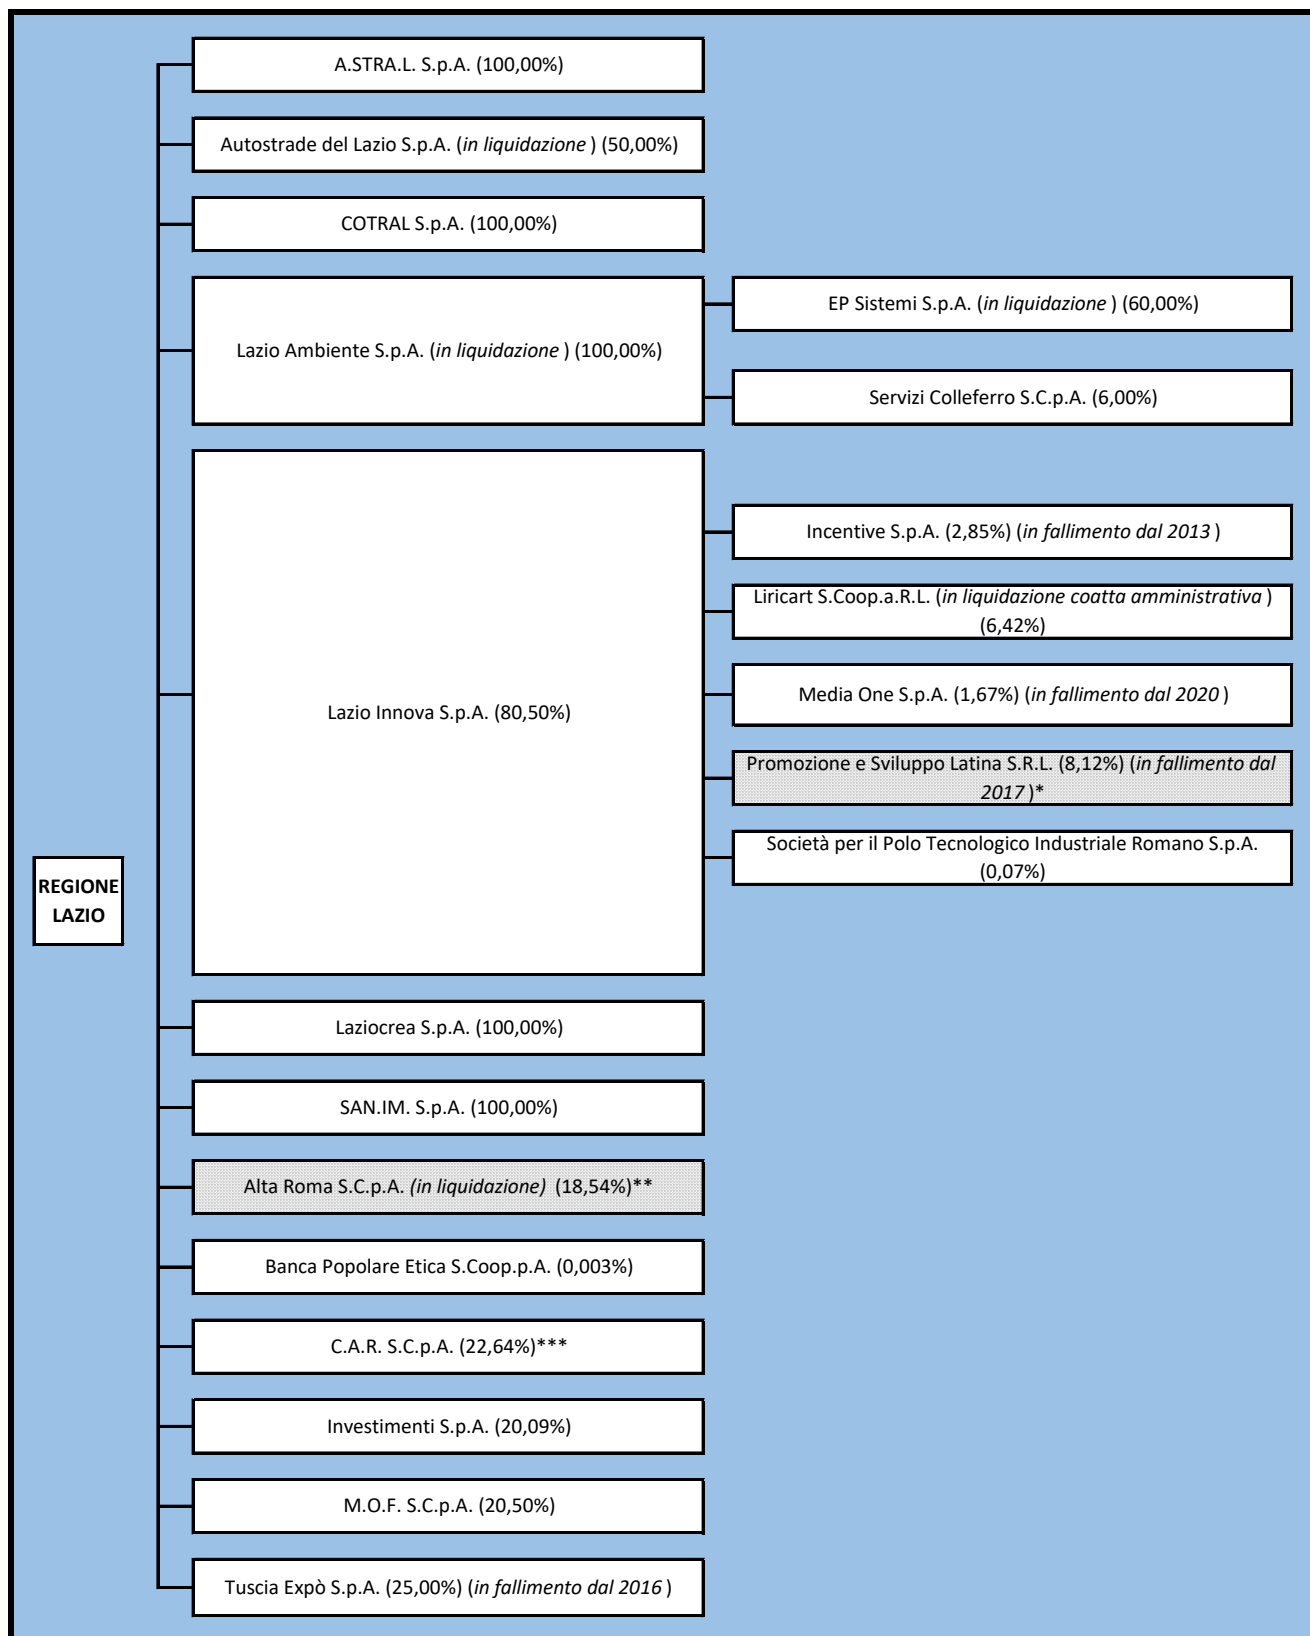 A.STRA.L. S.p.A. (100,00%)
Autostrade del Lazio S.p.A. (in liquidazione ) (50,00%)
COTRAL S.p.A. (100,00%)
Lazio Ambiente S.p.A. (in liquidazione ) (100,00%)
EP Sistemi S.p.A. (in liquidazione ) (60,00%)
Servizi Colleferro S.C.p.A. (6,00%)
Lazio Innova S.p.A. (80,50%)
Incentive S.p.A. (2,85%) (in fallimento dal 2013 )
Liricart S.Coop.a.R.L. (in liquidazione coatta amministrativa )
(6,42%)
Media One S.p.A. (1,67%) (in fallimento dal 2020 )
Promozione e Sviluppo Latina S.R.L. (8,12%) (in fallimento dal
2017 )*
Società per il Polo Tecnologico Industriale Romano S.p.A.
(0,07%)
REGIONE
LAZIO
Laziocrea S.p.A. (100,00%)
SAN.IM. S.p.A. (100,00%)
Alta Roma S.C.p.A. (in liquidazione) (18,54%)**
Banca Popolare Etica S.Coop.p.A. (0,003%)
C.A.R. S.C.p.A. (22,64%)***
Investimenti S.p.A. (20,09%)
M.O.F. S.C.p.A. (20,50%)
Tuscia Expò S.p.A. (25,00%) (in fallimento dal 2016 )